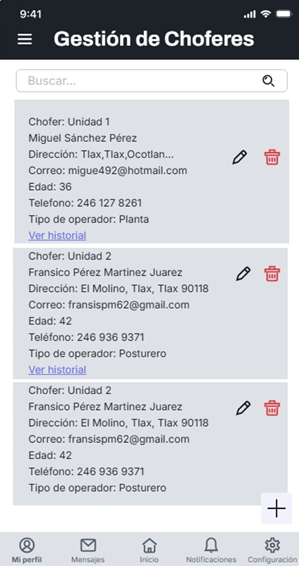 9:41
Gestión de Choferes
Buscar...
Chofer: Unidad 1
Miguel Sánchez Pérez
Dirección: Tlax,Tlax,Ocotlan...
Correo: migue492@hotmail.com
Edad: 36
Telefono: 246 127 8261
Tipo de operador: Planta
Ver historial
Chofer: Unidad 2
Fransico Pérez Martinez Juarez
Dirección: El Molino, Tlax, Tlax 90118
Correo: fransispm62@gmail.com
Edad: 42
Teléfono: 246 936 9371
Tipo de operador: Posturero
Ver historial
Chofer: Unidad 2
Fransico Pérez Martinez Juarez
Dirección: El Molino, Tlax, Tlax 90118
Correo: fransispm62@gmail.com
Edad: 42
Teléfono: 246 936 9371
Tipo de operador: Posturero
Mi perfil Mensajes Inicio Notificaciones Configuración